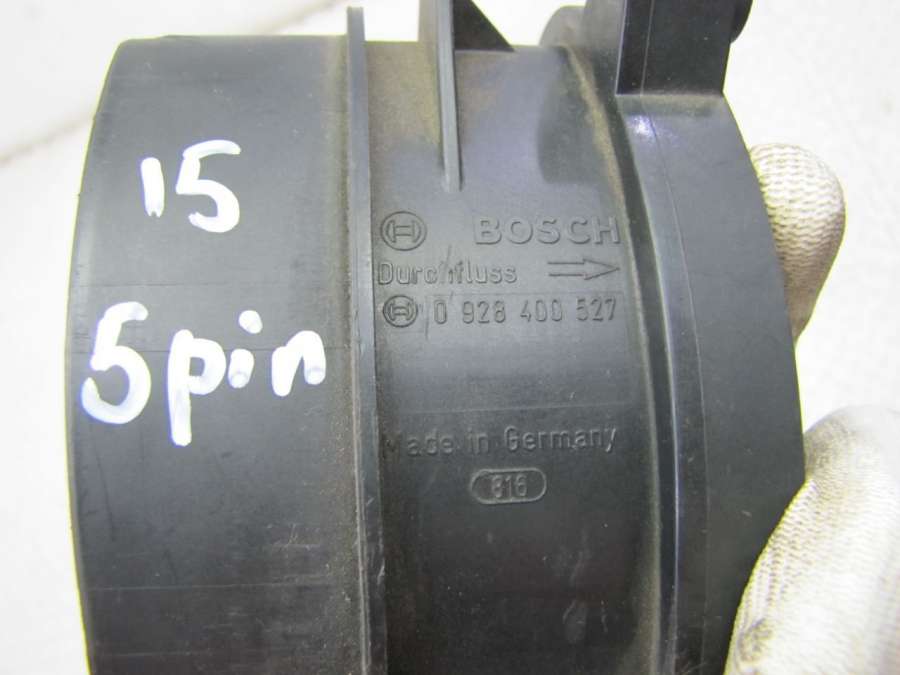 15
5pin
BOSCH
Durchfluss
0 928 400 527
Made in Germany
816